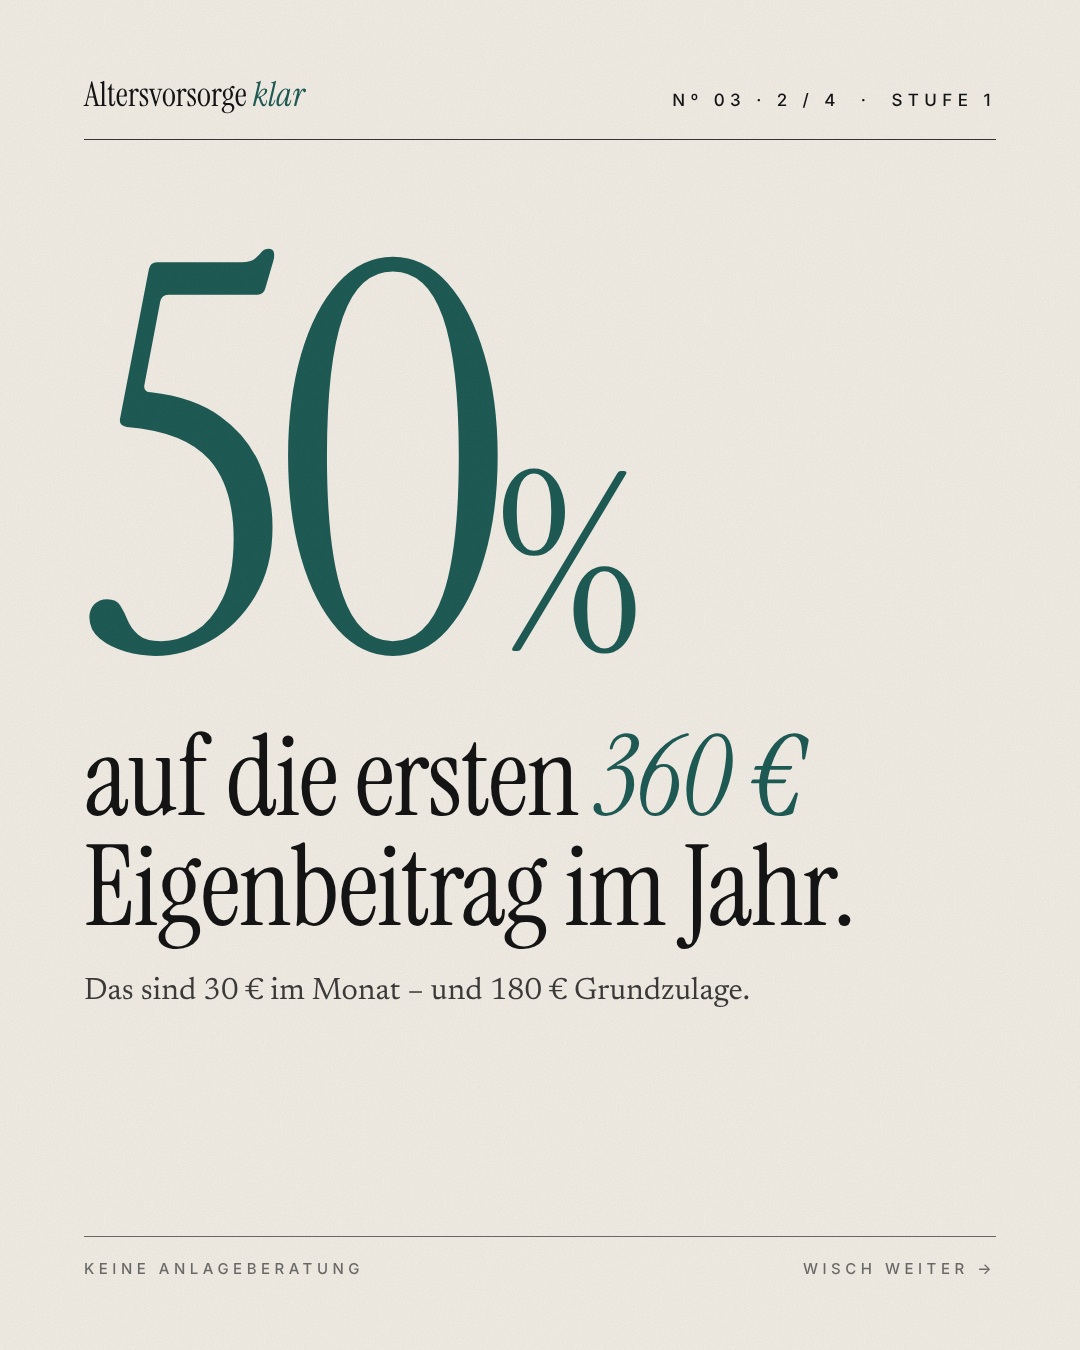 Altersvorsorge klar
Nº 03 · 2 / 4 · STUFE 1
50%
auf die ersten 360 €
Eigenbeitrag im Jahr.
Das sind 30 € im Monat – und 180 € Grundzulage.
KEINE ANLAGEBERATUNG
WISCH WEITER →